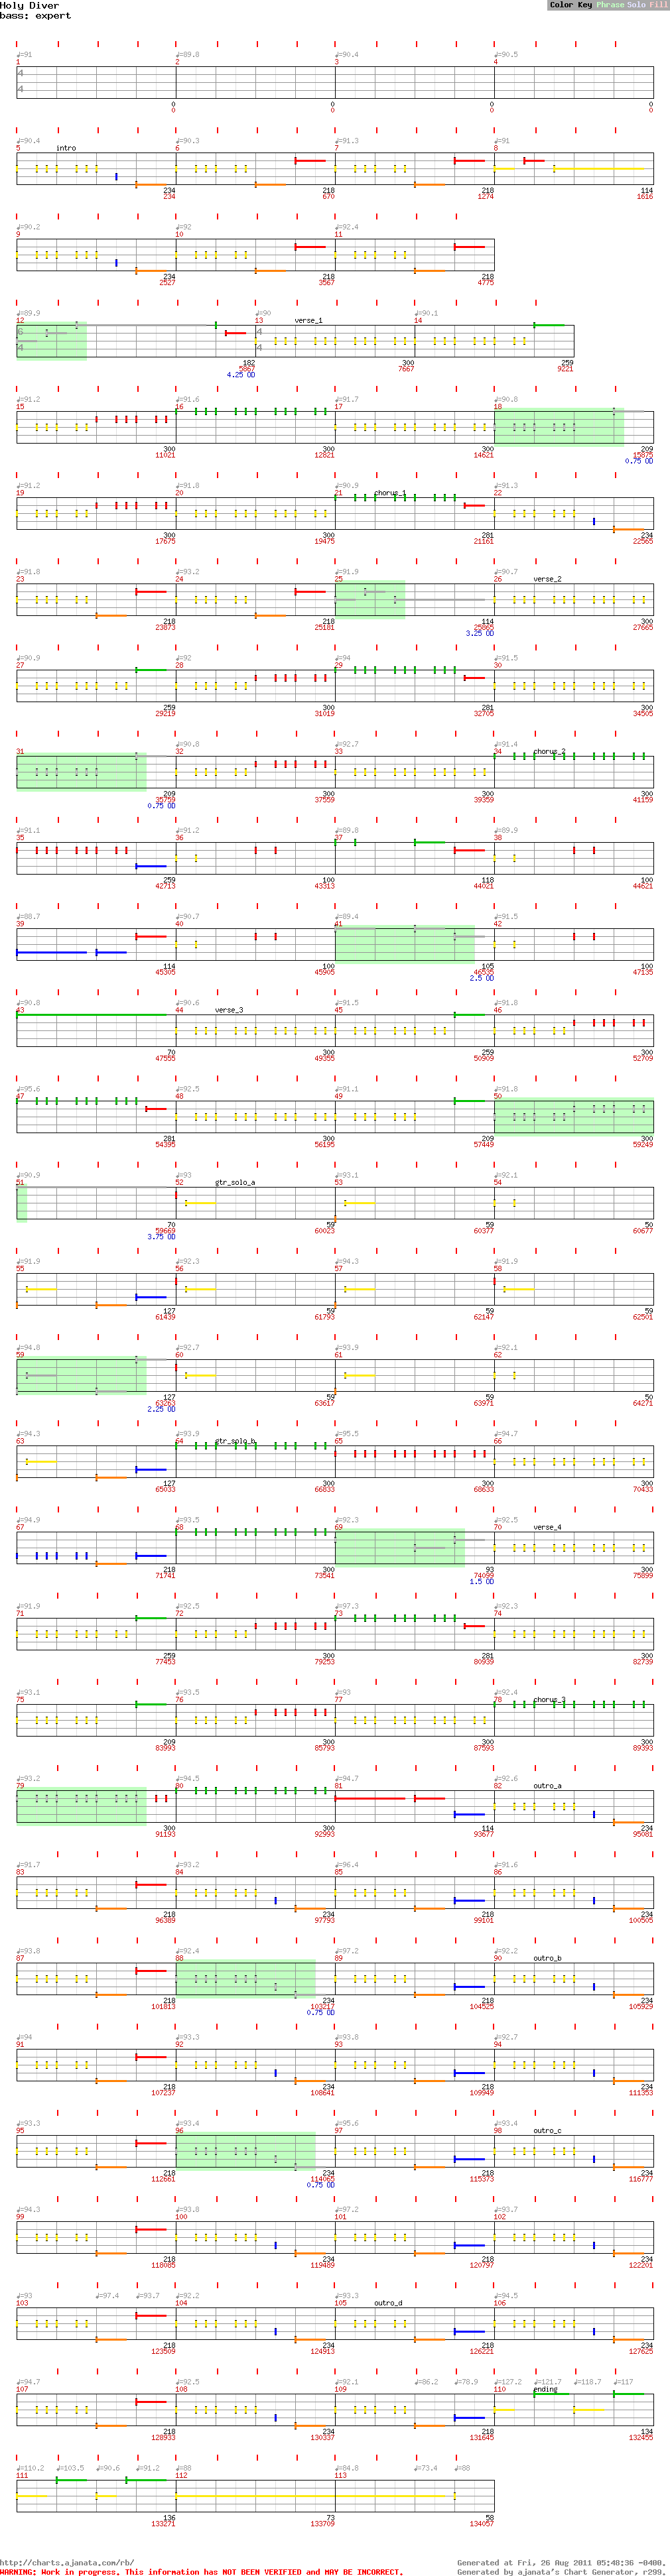 Holy Diver
Color Key Phrase Solo Fill
bass: expert
♩=91 ♩=89.8 ♩=90.4 ♩=90.5
1 2 3 4
4
4
0 0 0 0
0 0 0 0
♩=90.4 ♩=90.3 ♩=91.3 ♩=91
5 intro 6 7 8
234 218 218 114
234 670 1274 1616
♩=90.2 ♩=92 ♩=92.4
9 10 11
234 218 218
2527 3567 4775
♩=89.9 ♩=90 ♩=90.1
12 13 verse_1 14
6 4
4 4
182 300 259
5867 7667 9221
4.25 OD
♩=91.2 ♩=91.6 ♩=91.7 ♩=90.8
15 16 17 18
300 300 300 209
11021 12821 14621 15875
0.75 OD
♩=91.2 ♩=91.8 ♩=90.9 ♩=91.3
19 20 21 chorus_1 22
300 300 281 234
17675 19475 21161 22565
♩=91.8 ♩=93.2 ♩=91.9 ♩=90.7
23 24 25 26 verse_2
218 218 114 300
23873 25181 25865 27665
3.25 OD
♩=90.9 ♩=92 ♩=94 ♩=91.5
27 28 29 30
259 300 281 300
29219 31019 32705 34505
♩=90.8 ♩=92.7 ♩=91.4
31 32 33 34 chorus_2
209 300 300 300
35759 37559 39359 41159
0.75 OD
♩=91.1 ♩=91.2 ♩=89.8 ♩=89.9
35 36 37 38
259 100 118 100
42713 43313 44021 44621
♩=88.7 ♩=90.7 ♩=89.4 ♩=91.5
39 40 41 42
114 100 105 100
45305 45905 46535 47135
2.5 OD
♩=90.8 ♩=90.6 ♩=91.5 ♩=91.8
43 44 verse_3 45 46
70 300 259 300
47555 49355 50909 52709
♩=95.6 ♩=92.5 ♩=91.1 ♩=91.8
47 48 49 50
281 300 209 300
54395 56195 57449 59249
♩=90.9 ♩=93 ♩=93.1 ♩=92.1
51 52 gtr_solo_a 53 54
70 59 59 50
59669 60023 60377 60677
3.75 OD
♩=91.9 ♩=92.3 ♩=94.3 ♩=91.9
55 56 57 58
127 59 59 59
61439 61793 62147 62501
♩=94.8 ♩=92.7 ♩=93.9 ♩=92.1
59 60 61 62
127 59 59 50
63263 63617 63971 64271
2.25 OD
♩=94.3 ♩=93.9 ♩=95.5 ♩=94.7
63 64 gtr_solo_b 65 66
127 300 300 300
65033 66833 68633 70433
♩=94.9 ♩=93.5 ♩=92.3 ♩=92.5
67 68 69 70 verse_4
218 300 93 300
71741 73541 74099 75899
1.5 OD
♩=91.9 ♩=92.5 ♩=97.3 ♩=92.3
71 72 73 74
259 300 281 300
77453 79253 80939 82739
♩=93.1 ♩=93.5 ♩=93 ♩=92.4
75 76 77 78 chorus_3
209 300 300 300
83993 85793 87593 89393
♩=93.2 ♩=94.5 ♩=94.7 ♩=92.6
79 80 81 82 outro_a
300 300 114 234
91193 92993 93677 95081
♩=91.7 ♩=93.2 ♩=96.4 ♩=91.6
83 84 85 86
218 234 218 234
96389 97793 99101 100505
♩=93.8 ♩=92.4 ♩=97.2 ♩=92.2
87 88 89 90 outro_b
218 234 218 234
101813 103217 104525 105929
0.75 OD
♩=94 ♩=93.3 ♩=93.8 ♩=92.7
91 92 93 94
218 234 218 234
107237 108641 109949 111353
♩=93.3 ♩=93.4 ♩=95.6 ♩=93.4
95 96 97 98 outro_c
218 234 218 234
112661 114065 115373 116777
0.75 OD
♩=94.3 ♩=93.8 ♩=97.2 ♩=93.7
99 100 101 102
218 234 218 234
118085 119489 120797 122201
♩=93 ♩=97.4 ♩=93.7 ♩=92.2 ♩=93.3 ♩=94.5
103 104 105 outro_d 106
218 234 218 234
123509 124913 126221 127625
♩=94.7 ♩=92.5 ♩=92.1 ♩=86.2 ♩=78.9 ♩=127.2 ♩=121.7 ♩=118.7 ♩=117
107 108 109 110 ending
218 234 218 134
128933 130337 131645 132455
♩=110.2 ♩=103.5 ♩=90.6 ♩=91.2 ♩=88 ♩=84.8 ♩=73.4 ♩=88
111 112 113
136 73 58
133271 133709 134057
http://charts.ajanata.com/rb/
Generated at Fri, 26 Aug 2011 05:48:36 -0400.
WARNING: Work in progress. This information has NOT BEEN VERIFIED and MAY BE INCORRECT.
Generated by ajanata's Chart Generator, r299.